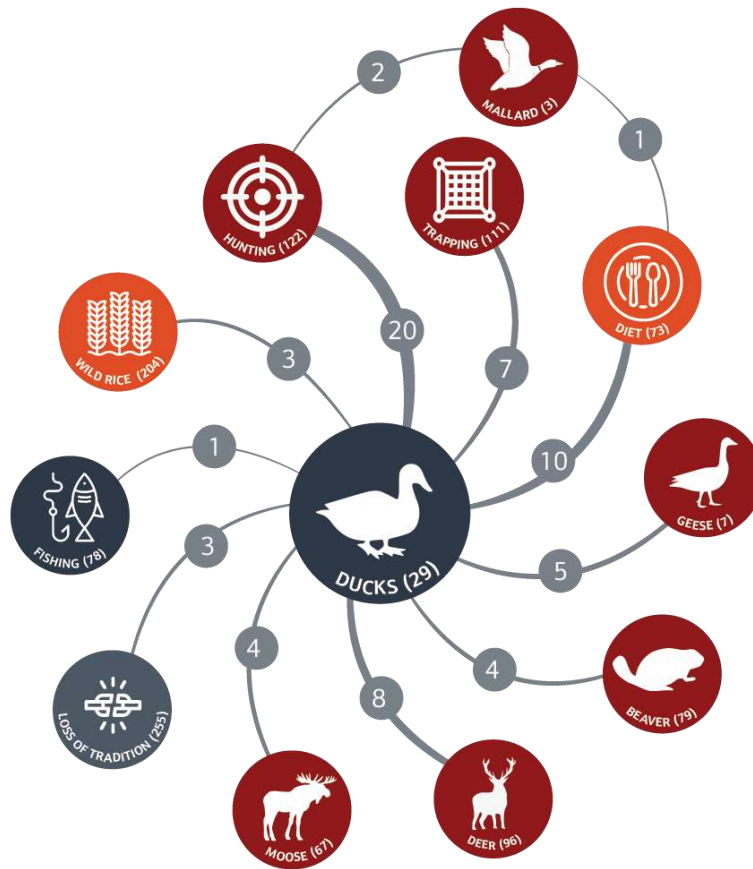 2
MALLARD (3)
1
HUNTING (122)
TRAPPING (111)
DIET (73)
20
3
7
WILD RICE (204)
1
10
FISHING (78)
GEESE (7)
3
5
DUCKS (29)
4
4
8
BEAVER (79)
LOSS OF TRADITION (255)
MOOSE (67)
DEER (96)